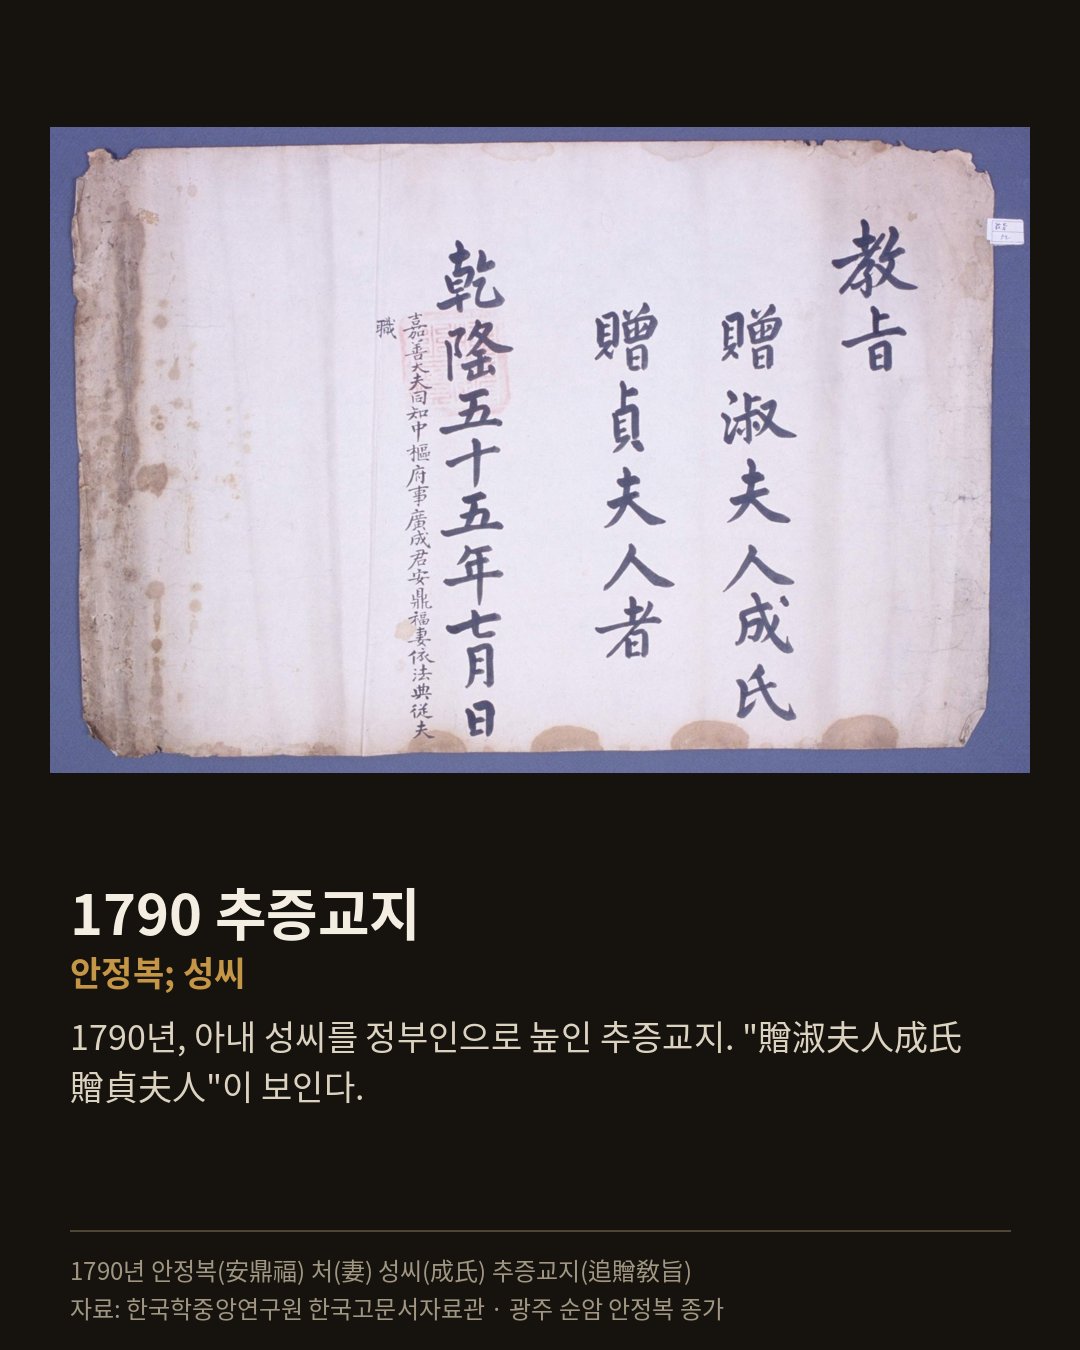 教旨
贈淑夫人成氏
贈貞夫人者
乾隆五十五年七月日
嘉善大夫同知中樞府事廣成君安鼎福妻依法典從夫
職
1790 추증교지
안정복; 성씨
1790년, 아내 성씨를 정부인으로 높인 추증교지. "贈淑夫人成氏
贈貞夫人"이 보인다.
1790년 안정복(安鼎福) 처(妻) 성씨(成氏) 추증교지(追贈敎旨)
자료: 한국학중앙연구원 한국고문서자료관 · 광주 순암 안정복 종가